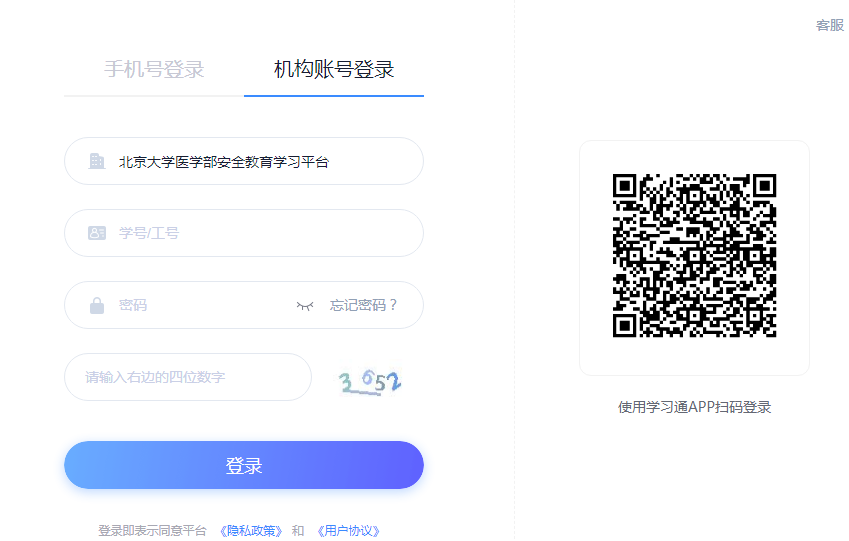 客服
手机号登录 机构账号登录
北京大学医学部安全教育学习平台
学号/工号
密码 忘记密码？
请输入右边的四位数字 3652
登录
登录即表示同意平台 《隐私政策》 和 《用户协议》
使用学习通APP扫码登录